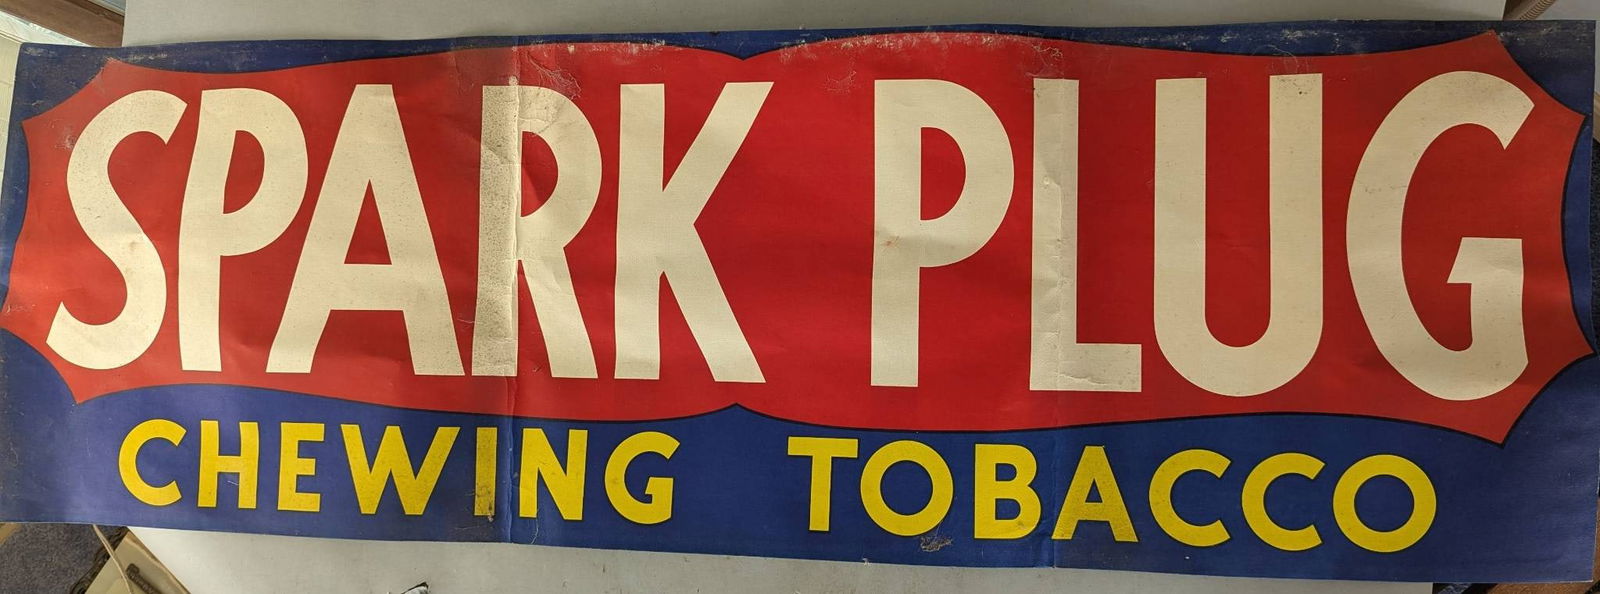 SPARK PLUG
CHEWING TOBACCO